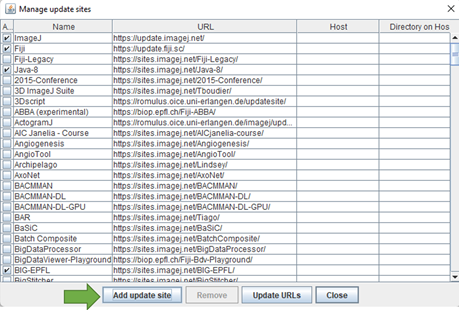 Manage update sites
A... Name URL Host Directory on Hos
ImageJ https://update.imagej.net/
Fiji https://update.fiji.sc/
Fiji-Legacy https://sites.imagej.net/Fiji-Legacy/
Java-8 https://sites.imagej.net/Java-8/
2015-Conference https://sites.imagej.net/2015-Conference/
3D ImageJ Suite https://sites.imagej.net/Tboudier/
3Dscript https://romulus.oice.uni-erlangen.de/updatesite/
ABBA (experimental) https://biop.epfl.ch/Fiji-ABBA/
ActogramJ https://romulus.oice.uni-erlangen.de/imagej/upd...
AIC Janelia - Course https://sites.imagej.net/AICjanelia-course/
Angiogenesis https://sites.imagej.net/Angiogenesis/
AngioTool https://sites.imagej.net/AngioTool/
Archipelago https://sites.imagej.net/Lindsey/
AxoNet https://sites.imagej.net/AxoNet/
BACMMAN https://sites.imagej.net/BACMMAN/
BACMMAN-DL https://sites.imagej.net/BACMMAN-DL/
BACMMAN-DL-GPU https://sites.imagej.net/BACMMAN-DL-GPU/
BAR https://sites.imagej.net/Tiago/
BaSiC https://sites.imagej.net/BaSiC/
Batch Composite https://sites.imagej.net/BatchComposite/
BigDataProcessor https://sites.imagej.net/BigDataProcessor/
BigDataViewer-Playground https://biop.epfl.ch/Fiji-Bdv-Playground/
BIG-EPFL https://sites.imagej.net/BIG-EPFL/
BigStitcher https://sites.imagej.net/BigStitcher/
Add update site Remove Update URLs Close